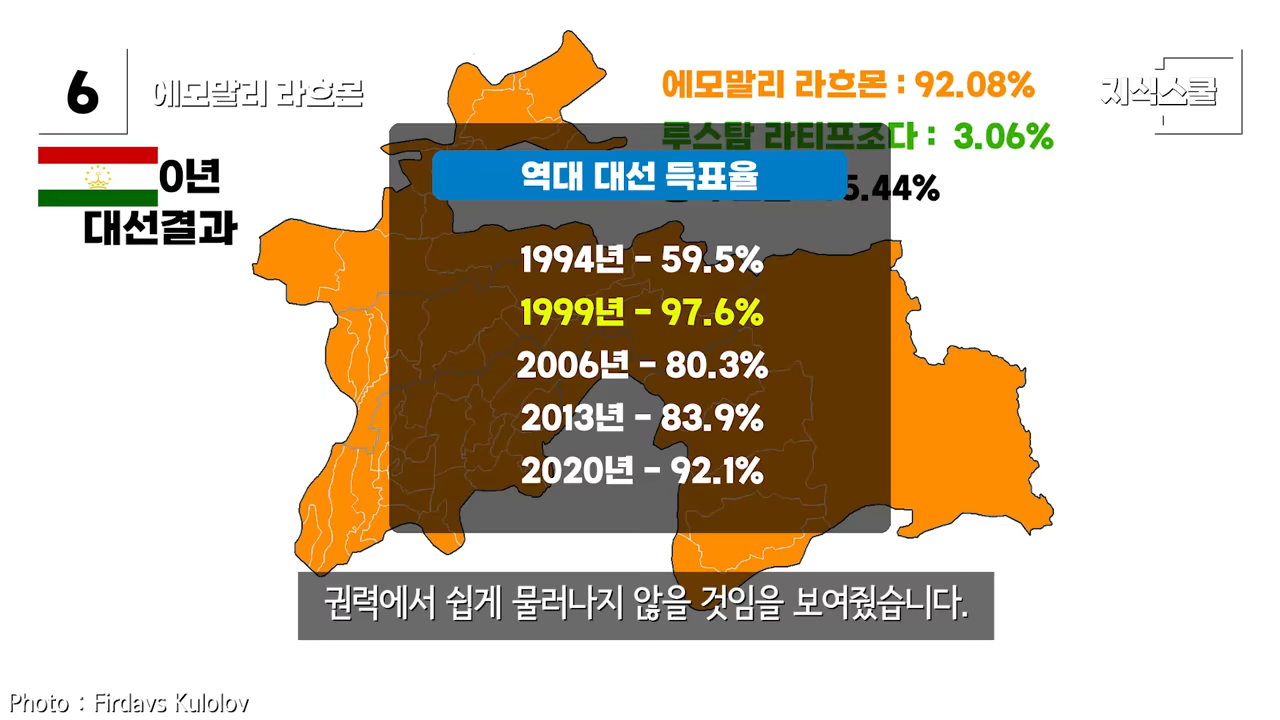 6
에모말리 라흐몬
에모말리 라흐몬 : 92.08%
지식스쿨
루스탐 라티프조다 : 3.06%
0년
대선결과
5.44%
역대 대선 득표율
1994년 - 59.5%
1999년 - 97.6%
2006년 - 80.3%
2013년 - 83.9%
2020년 - 92.1%
권력에서 쉽게 물러나지 않을 것임을 보여줬습니다.
Photo : Firdavs Kulolov